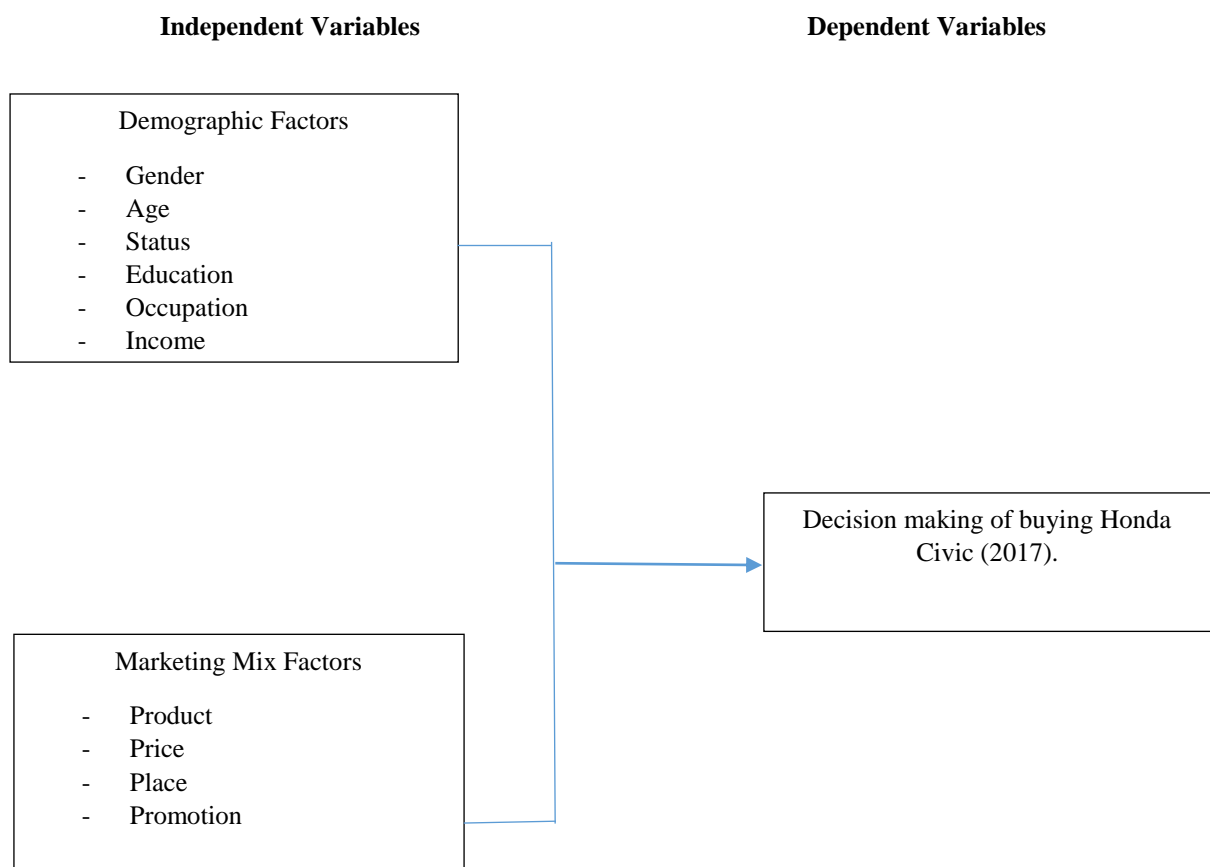 Independent Variables
Dependent Variables
Demographic Factors
- Gender
- Age
- Status
- Education
- Occupation
- Income
Decision making of buying Honda
Civic (2017).
Marketing Mix Factors
- Product
- Price
- Place
- Promotion